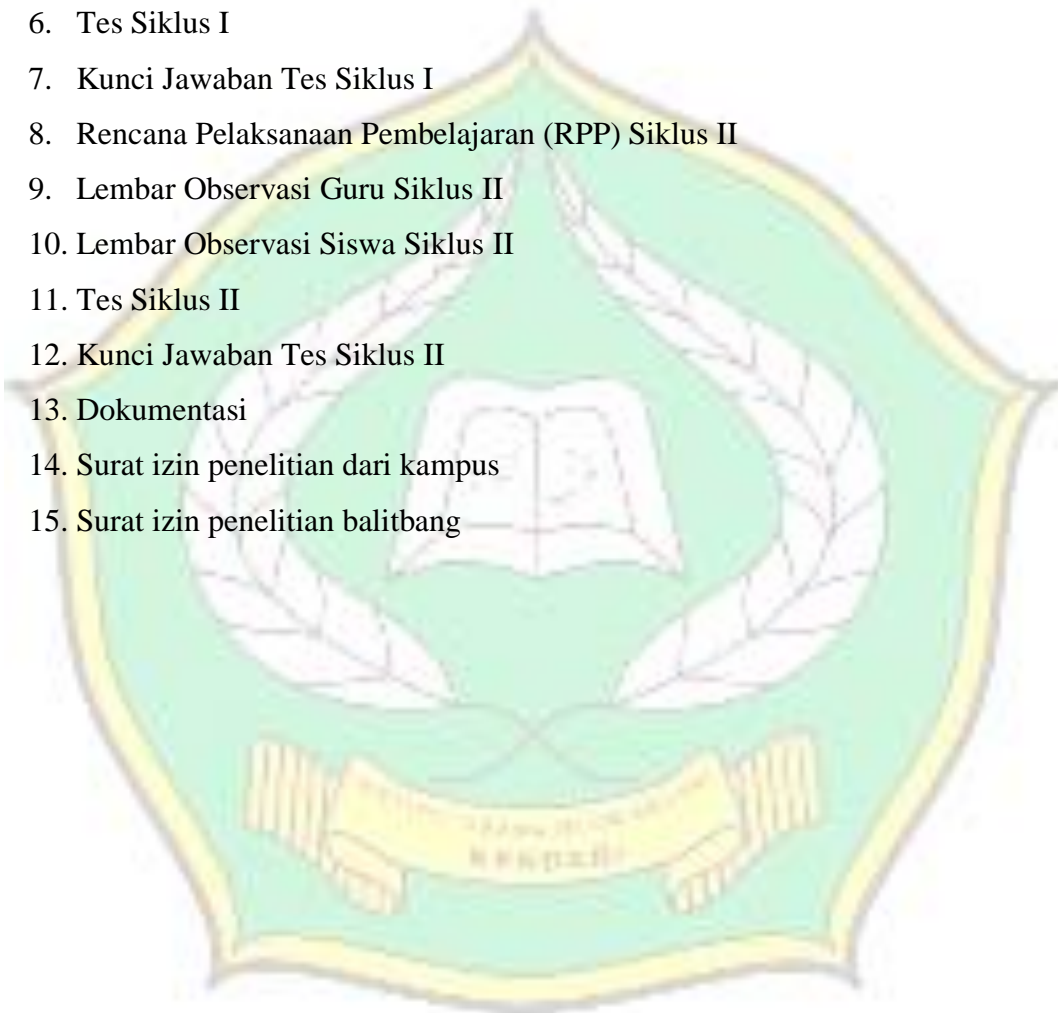 6. Tes Siklus I
7. Kunci Jawaban Tes Siklus I
8. Rencana Pelaksanaan Pembelajaran (RPP) Siklus II
9. Lembar Observasi Guru Siklus II
10. Lembar Observasi Siswa Siklus II
11. Tes Siklus II
12. Kunci Jawaban Tes Siklus II
13. Dokumentasi
14. Surat izin penelitian dari kampus
15. Surat izin penelitian balitbang
KENDARI